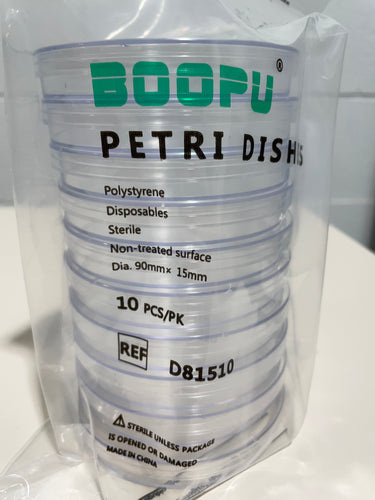 BOOPU®
PETRI DISHES
Polystyrene
Disposables
Sterile
Non-treated surface
Dia. 90mm× 15mm
10 PCS/PK
REF D81510
⚠ STERILE UNLESS PACKAGE
IS OPENED OR DAMAGED
MADE IN CHINA